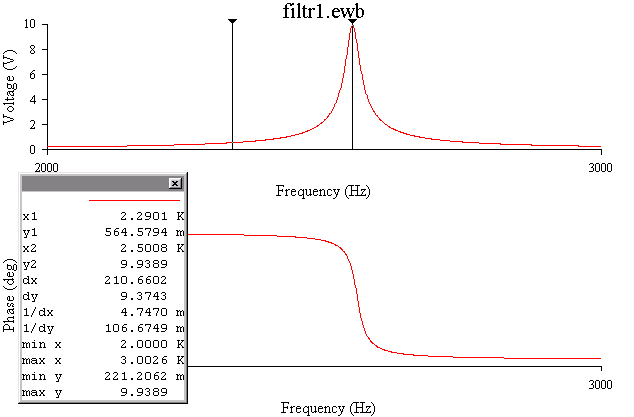 filtr1.ewb
Voltage (V)
10
8
6
4
2
0
2000
3000
Frequency (Hz)
x1 2.2901 K
y1 564.5794 m
x2 2.5008 K
y2 9.9389
dx 210.6602
dy 9.3743
1/dx 4.7470 m
1/dy 106.6749 m
min x 2.0000 K
max x 3.0026 K
min y 221.2062 m
max y 9.9389
Phase (deg)
3000
Frequency (Hz)